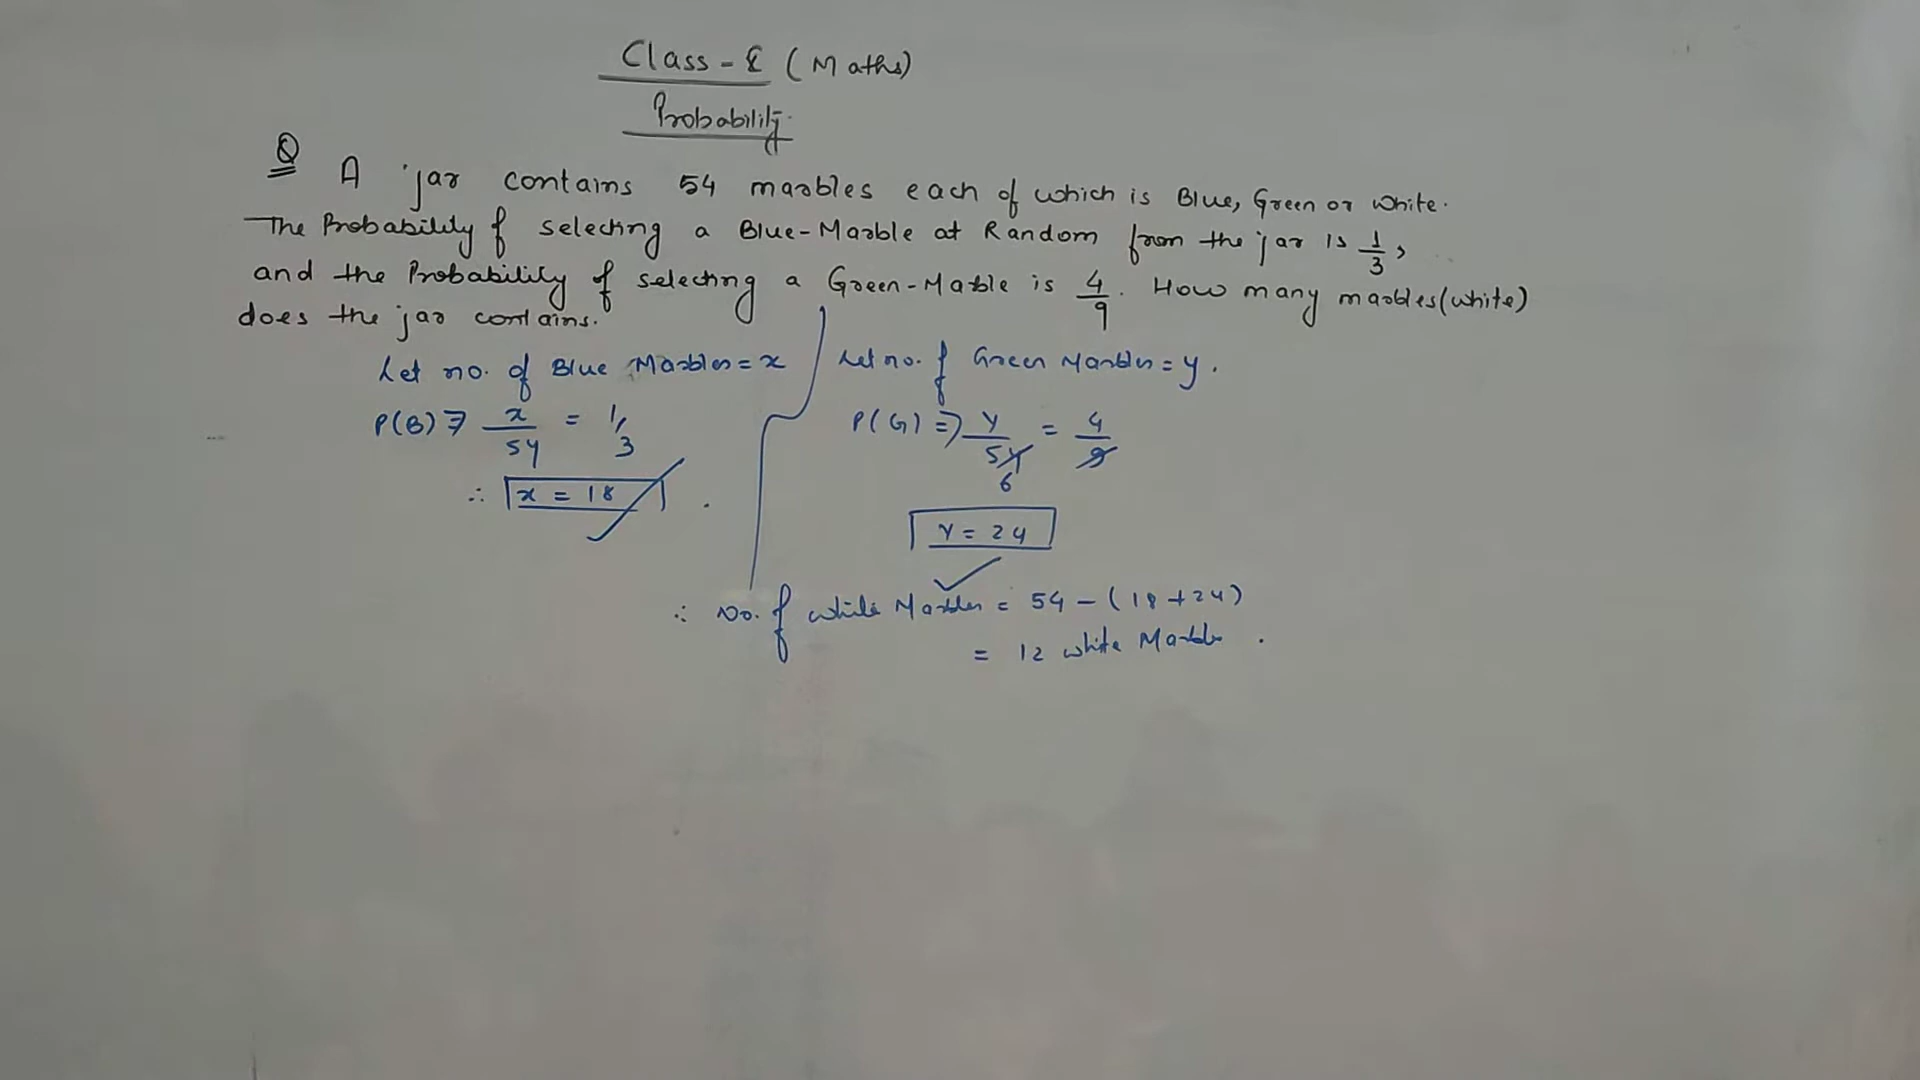 Class - X (Maths)
Probability
Q A jar contains 54 marbles each of which is Blue, Green or white.
The Probability of selecting a Blue-Marble at Random from the jar is 1/3,
and the Probability of selecting a Green-Marble is 4/9. How many marbles(white)
does the jar contains.
Let no. of Blue Marbles = x
P(B) ⇒ x/54 = 1/3
∴ x = 18
Let no. of Green Marbles = y.
P(G) ⇒ y/54 = 4/9
6
y = 24
∴ No. of white Marbles = 54 - (18+24)
= 12 white Marbles.